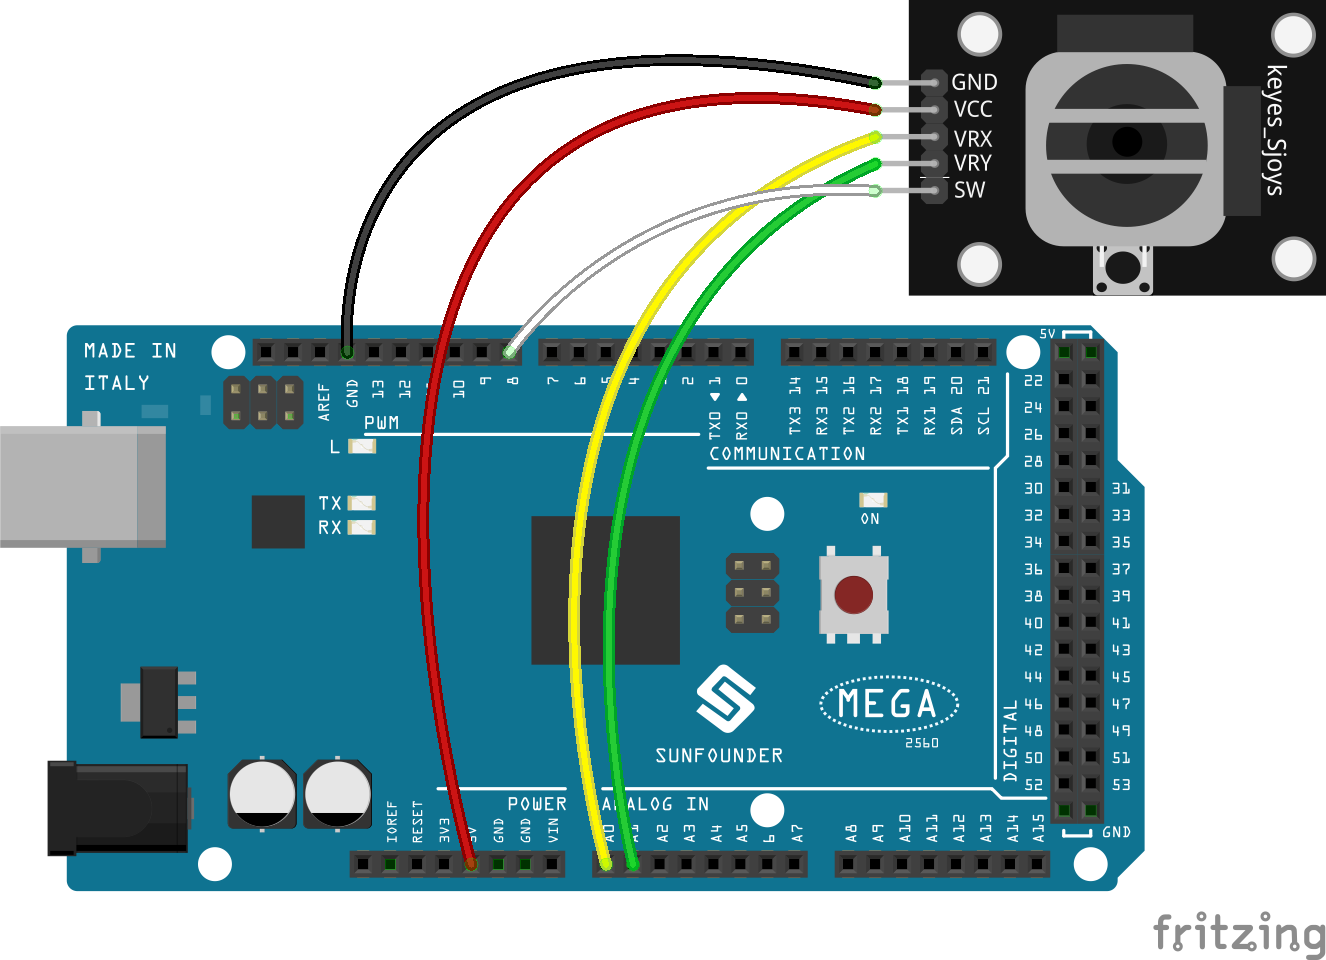 GND
VCC
VRX
VRY
SW
keyes_Sjoys
MADE IN
ITALY
AREF
GND
13
12
10
9
8
7
6
5
4
2
TX0 1
RX0 0
TX3 14
RX3 15
TX2 16
RX2 17
TX1 18
RX1 19
SDA 20
SCL 21
PWM
COMMUNICATION
L
TX
RX
ON
5V
22
24
26
28
30 31
32 33
34 35
36 37
38 39
40 41
42 43
44 45
46 47
48 49
50 51
52 53
GND
DIGITAL
MEGA
2560
SUNFOUNDER
POWER
ANALOG IN
IOREF
RESET
3V3
5V
GND
GND
VIN
A0
A1
A2
A3
A4
A5
6
A7
A8
A9
A10
A11
A12
A13
A14
A15
fritzing